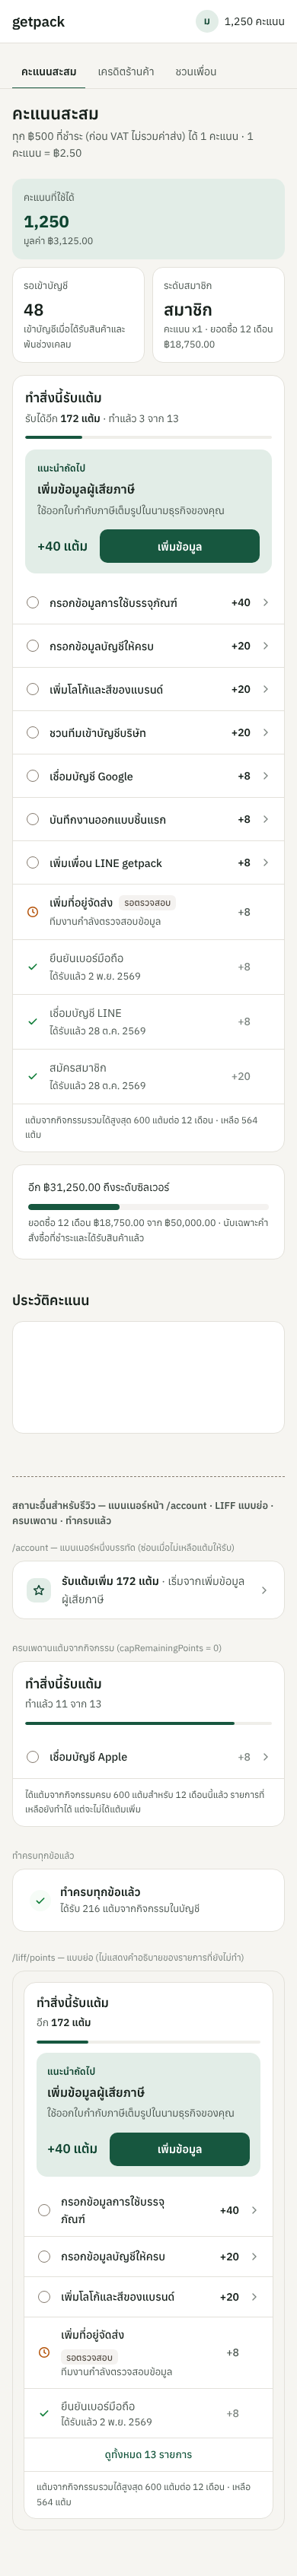 getpack
น
1,250 คะแนน
คะแนนสะสม
เครดิตร้านค้า
ชวนเพื่อน
คะแนนสะสม
ทุก ฿500 ที่ชำระ (ก่อน VAT ไม่รวมค่าส่ง) ได้ 1 คะแนน · 1
คะแนน = ฿2.50
คะแนนที่ใช้ได้
1,250
มูลค่า ฿3,125.00
รอเข้าบัญชี
48
เข้าบัญชีเมื่อได้รับสินค้าและ
พ้นช่วงเคลม
ระดับสมาชิก
สมาชิก
คะแนน x1 · ยอดซื้อ 12 เดือน
฿18,750.00
ทำสิ่งนี้รับแต้ม
รับได้อีก 172 แต้ม · ทำแล้ว 3 จาก 13
แนะนำถัดไป
เพิ่มข้อมูลผู้เสียภาษี
ใช้ออกใบกำกับภาษีเต็มรูปในนามธุรกิจของคุณ
+40 แต้ม
เพิ่มข้อมูล
กรอกข้อมูลการใช้บรรจุภัณฑ์
+40
กรอกข้อมูลบัญชีให้ครบ
+20
เพิ่มโลโก้และสีของแบรนด์
+20
ชวนทีมเข้าบัญชีบริษัท
+20
เชื่อมบัญชี Google
+8
บันทึกงานออกแบบชิ้นแรก
+8
เพิ่มเพื่อน LINE getpack
+8
เพิ่มที่อยู่จัดส่ง รอตรวจสอบ
ทีมงานกำลังตรวจสอบข้อมูล
+8
ยืนยันเบอร์มือถือ
ได้รับแล้ว 2 พ.ย. 2569
+8
เชื่อมบัญชี LINE
ได้รับแล้ว 28 ต.ค. 2569
+8
สมัครสมาชิก
ได้รับแล้ว 28 ต.ค. 2569
+20
แต้มจากกิจกรรมรวมได้สูงสุด 600 แต้มต่อ 12 เดือน · เหลือ 564
แต้ม
อีก ฿31,250.00 ถึงระดับซิลเวอร์
ยอดซื้อ 12 เดือน ฿18,750.00 จาก ฿50,000.00 · นับเฉพาะคำ
สั่งซื้อที่ชำระและได้รับสินค้าแล้ว
ประวัติคะแนน
สถานะอื่นสำหรับรีวิว — แบนเนอร์หน้า /account · LIFF แบบย่อ ·
ครบเพดาน · ทำครบแล้ว
/account — แบนเนอร์หนึ่งบรรทัด (ซ่อนเมื่อไม่เหลือแต้มให้รับ)
รับแต้มเพิ่ม 172 แต้ม · เริ่มจากเพิ่มข้อมูล
ผู้เสียภาษี
ครบเพดานแต้มจากกิจกรรม (capRemainingPoints = 0)
ทำสิ่งนี้รับแต้ม
ทำแล้ว 11 จาก 13
เชื่อมบัญชี Apple
+8
ได้แต้มจากกิจกรรมครบ 600 แต้มสำหรับ 12 เดือนนี้แล้ว รายการที่
เหลือยังทำได้ แต่จะไม่ได้แต้มเพิ่ม
ทำครบทุกข้อแล้ว
ทำครบทุกข้อแล้ว
ได้รับ 216 แต้มจากกิจกรรมในบัญชี
/liff/points — แบบย่อ (ไม่แสดงคำอธิบายของรายการที่ยังไม่ทำ)
ทำสิ่งนี้รับแต้ม
อีก 172 แต้ม
แนะนำถัดไป
เพิ่มข้อมูลผู้เสียภาษี
ใช้ออกใบกำกับภาษีเต็มรูปในนามธุรกิจของคุณ
+40 แต้ม
เพิ่มข้อมูล
กรอกข้อมูลการใช้บรรจุ
ภัณฑ์
+40
กรอกข้อมูลบัญชีให้ครบ
+20
เพิ่มโลโก้และสีของแบรนด์
+20
เพิ่มที่อยู่จัดส่ง
รอตรวจสอบ
ทีมงานกำลังตรวจสอบข้อมูล
+8
ยืนยันเบอร์มือถือ
ได้รับแล้ว 2 พ.ย. 2569
+8
ดูทั้งหมด 13 รายการ
แต้มจากกิจกรรมรวมได้สูงสุด 600 แต้มต่อ 12 เดือน · เหลือ
564 แต้ม